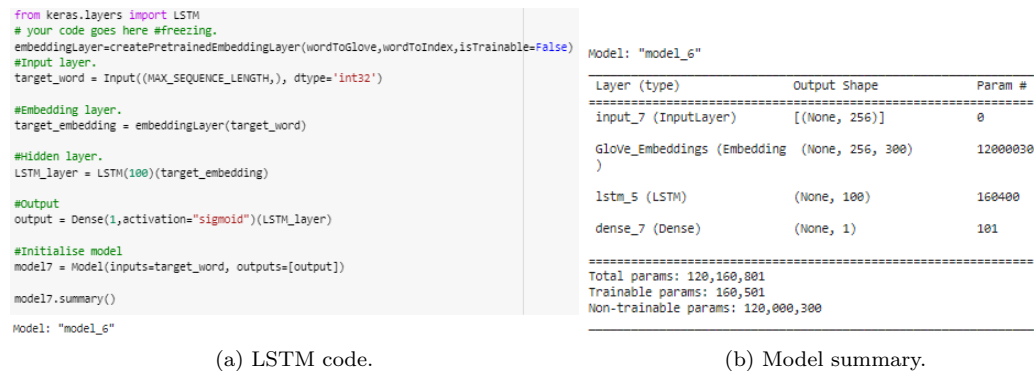 from keras.layers import LSTM
# your code goes here #freezing.
embeddingLayer=createPretrainedEmbeddingLayer(wordToGlove,wordToIndex,isTrainable=False)
#Input layer.
target_word = Input((MAX_SEQUENCE_LENGTH,), dtype='int32')
#Embedding layer.
target_embedding = embeddingLayer(target_word)
#Hidden layer.
LSTM_layer = LSTM(100)(target_embedding)
#Output
output = Dense(1,activation="sigmoid")(LSTM_layer)
#Initialise model
model7 = Model(inputs=target_word, outputs=[output])
model7.summary()
Model: "model_6"
(a) LSTM code.
Model: "model_6"
Layer (type) Output Shape Param #
input_7 (InputLayer) [(None, 256)] 0
GloVe_Embeddings (Embedding (None, 256, 300) 12000030
)
lstm_5 (LSTM) (None, 100) 160400
dense_7 (Dense) (None, 1) 101
Total params: 120,160,801
Trainable params: 160,501
Non-trainable params: 120,000,300
(b) Model summary.